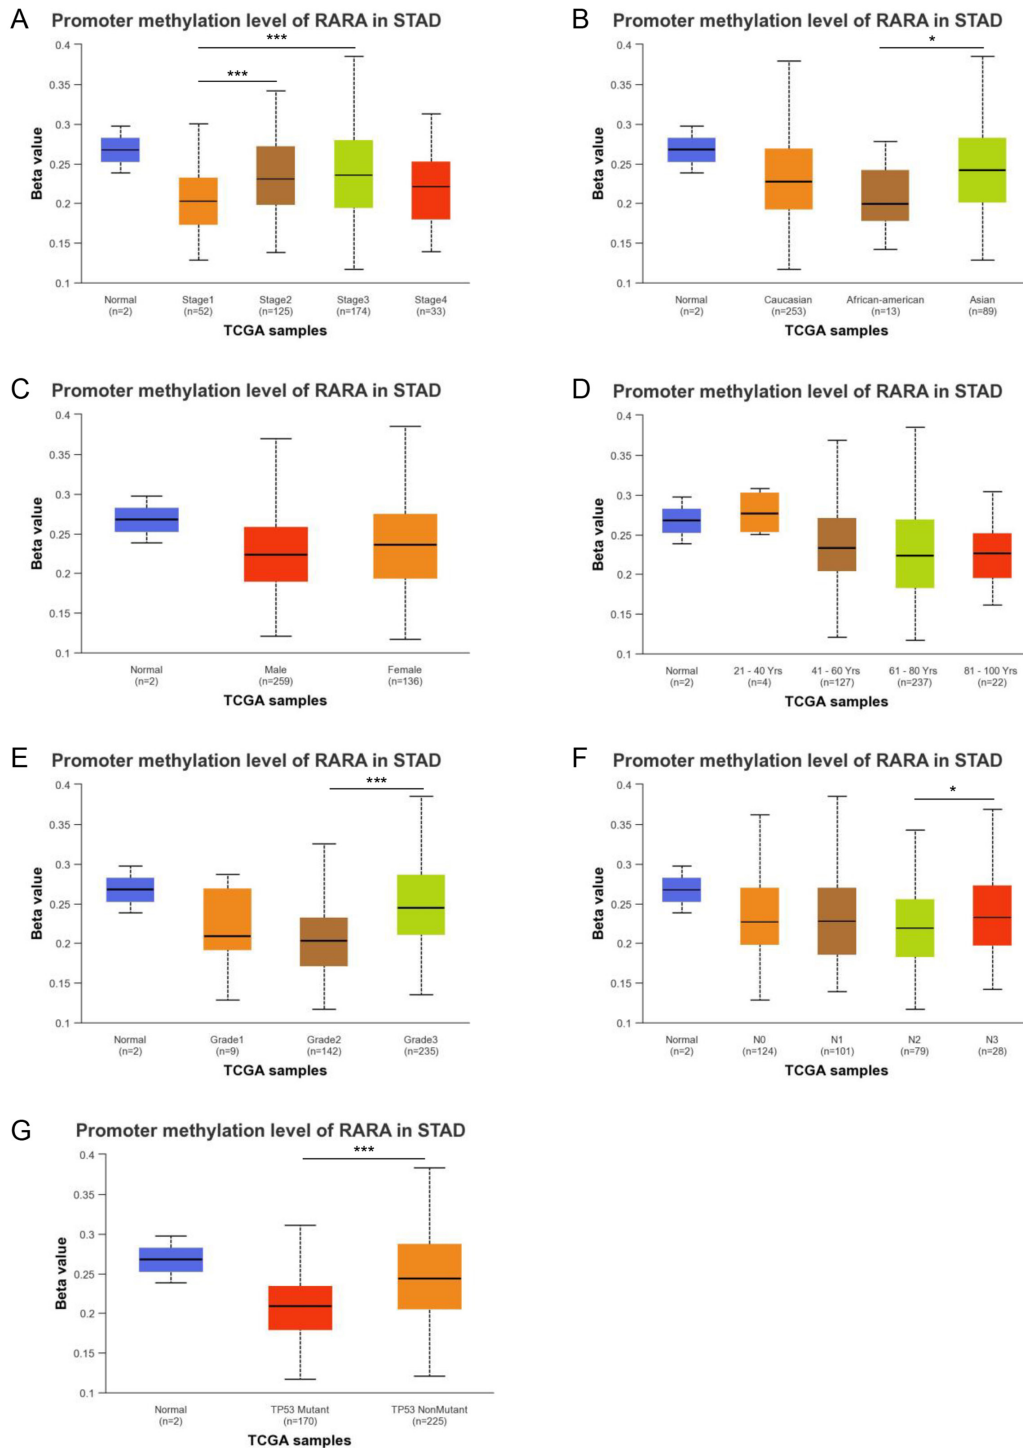 A
Promoter methylation level of RARA in STAD
***
***
0.4
0.35
0.3
0.25
0.2
0.15
0.1
Beta value
Normal
(n=2)
Stage1
(n=52)
Stage2
(n=125)
Stage3
(n=174)
Stage4
(n=33)
TCGA samples
B
Promoter methylation level of RARA in STAD
*
0.4
0.35
0.3
0.25
0.2
0.15
0.1
Beta value
Normal
(n=2)
Caucasian
(n=253)
African-american
(n=13)
Asian
(n=89)
TCGA samples
C
Promoter methylation level of RARA in STAD
0.4
0.35
0.3
0.25
0.2
0.15
0.1
Beta value
Normal
(n=2)
Male
(n=259)
Female
(n=136)
TCGA samples
D
Promoter methylation level of RARA in STAD
0.4
0.35
0.3
0.25
0.2
0.15
0.1
Beta value
Normal
(n=2)
21 - 40 Yrs
(n=4)
41 - 60 Yrs
(n=127)
61 - 80 Yrs
(n=237)
81 - 100 Yrs
(n=22)
TCGA samples
E
Promoter methylation level of RARA in STAD
***
0.4
0.35
0.3
0.25
0.2
0.15
0.1
Beta value
Normal
(n=2)
Grade1
(n=9)
Grade2
(n=142)
Grade3
(n=235)
TCGA samples
F
Promoter methylation level of RARA in STAD
*
0.4
0.35
0.3
0.25
0.2
0.15
0.1
Beta value
Normal
(n=2)
N0
(n=124)
N1
(n=101)
N2
(n=79)
N3
(n=28)
TCGA samples
G
Promoter methylation level of RARA in STAD
***
0.4
0.35
0.3
0.25
0.2
0.15
0.1
Beta value
Normal
(n=2)
TP53 Mutant
(n=170)
TP53 NonMutant
(n=225)
TCGA samples